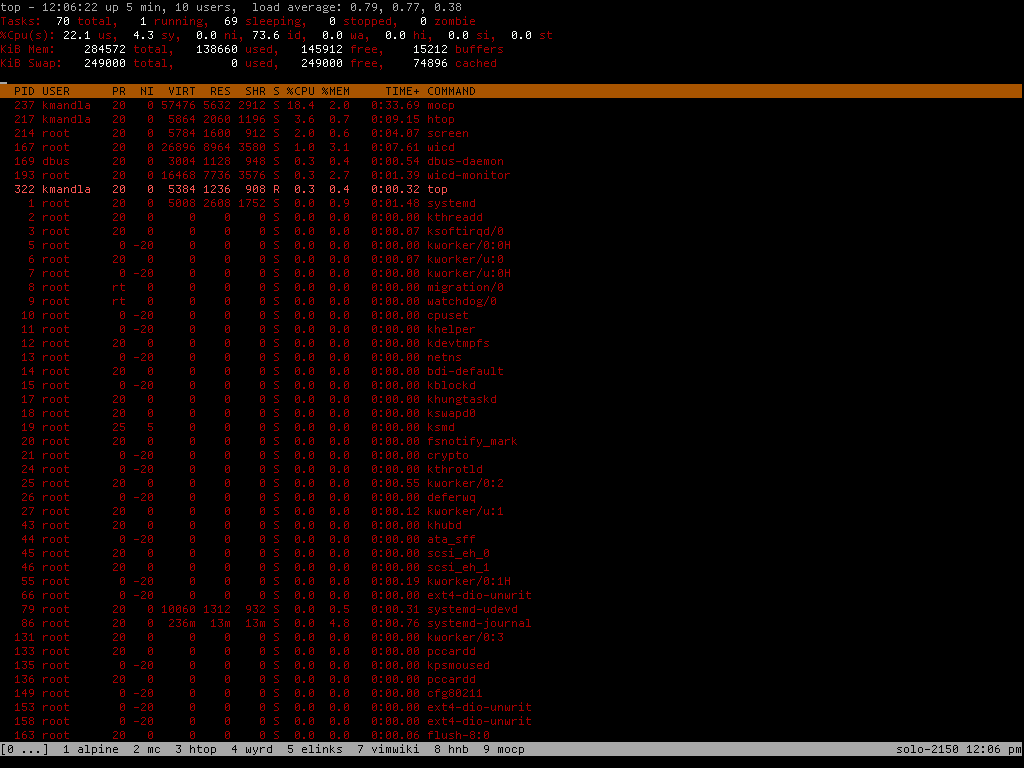 top - 12:06:22 up 5 min, 10 users,  load average: 0.79, 0.77, 0.38
Tasks:  70 total,   1 running,  69 sleeping,   0 stopped,   0 zombie
%Cpu(s): 22.1 us,  4.3 sy,  0.0 ni, 73.6 id,  0.0 wa,  0.0 hi,  0.0 si,  0.0 st
KiB Mem:   284572 total,   138660 used,   145912 free,    15212 buffers
KiB Swap:  249000 total,        0 used,   249000 free,    74896 cached
PID USER      PR  NI  VIRT  RES  SHR S %CPU %MEM    TIME+ COMMAND
237 kmandla   20   0 57476 5632 2912 S 18.4  2.0   0:33.69 mocp
217 kmandla   20   0  5864 2060 1196 S  3.6  0.7   0:09.15 htop
214 root      20   0  5784 1600  912 S  2.0  0.6   0:04.07 screen
167 root      20   0 26896 8964 3580 S  1.0  3.1   0:07.61 wicd
169 dbus      20   0  3004 1128  948 S  0.3  0.4   0:00.54 dbus-daemon
193 root      20   0 16468 7736 3576 S  0.3  2.7   0:01.39 wicd-monitor
322 kmandla   20   0  5384 1236  908 R  0.3  0.4   0:00.32 top
1 root      20   0  5008 2608 1752 S  0.0  0.9   0:01.48 systemd
2 root      20   0     0    0    0 S  0.0  0.0   0:00.00 kthreadd
3 root      20   0     0    0    0 S  0.0  0.0   0:00.07 ksoftirqd/0
5 root       0 -20     0    0    0 S  0.0  0.0   0:00.00 kworker/0:0H
6 root      20   0     0    0    0 S  0.0  0.0   0:00.07 kworker/u:0
7 root       0 -20     0    0    0 S  0.0  0.0   0:00.00 kworker/u:0H
8 root      rt   0     0    0    0 S  0.0  0.0   0:00.00 migration/0
9 root      rt   0     0    0    0 S  0.0  0.0   0:00.00 watchdog/0
10 root       0 -20     0    0    0 S  0.0  0.0   0:00.00 cpuset
11 root       0 -20     0    0    0 S  0.0  0.0   0:00.00 khelper
12 root      20   0     0    0    0 S  0.0  0.0   0:00.00 kdevtmpfs
13 root       0 -20     0    0    0 S  0.0  0.0   0:00.00 netns
14 root      20   0     0    0    0 S  0.0  0.0   0:00.00 bdi-default
15 root       0 -20     0    0    0 S  0.0  0.0   0:00.00 kblockd
17 root      20   0     0    0    0 S  0.0  0.0   0:00.00 khungtaskd
18 root      20   0     0    0    0 S  0.0  0.0   0:00.00 kswapd0
19 root      25   5     0    0    0 S  0.0  0.0   0:00.00 ksmd
20 root      20   0     0    0    0 S  0.0  0.0   0:00.00 fsnotify_mark
21 root       0 -20     0    0    0 S  0.0  0.0   0:00.00 crypto
24 root       0 -20     0    0    0 S  0.0  0.0   0:00.00 kthrotld
25 root      20   0     0    0    0 S  0.0  0.0   0:00.55 kworker/0:2
26 root       0 -20     0    0    0 S  0.0  0.0   0:00.00 deferwq
27 root      20   0     0    0    0 S  0.0  0.0   0:00.12 kworker/u:1
43 root      20   0     0    0    0 S  0.0  0.0   0:00.00 khubd
44 root       0 -20     0    0    0 S  0.0  0.0   0:00.00 ata_sff
45 root      20   0     0    0    0 S  0.0  0.0   0:00.00 scsi_eh_0
46 root      20   0     0    0    0 S  0.0  0.0   0:00.00 scsi_eh_1
55 root       0 -20     0    0    0 S  0.0  0.0   0:00.19 kworker/0:1H
66 root       0 -20     0    0    0 S  0.0  0.0   0:00.00 ext4-dio-unwrit
79 root      20   0 10060 1312  932 S  0.0  0.5   0:00.31 systemd-udevd
86 root      20   0  236m  13m  13m S  0.0  4.8   0:00.76 systemd-journal
131 root      20   0     0    0    0 S  0.0  0.0   0:00.00 kworker/0:3
133 root      20   0     0    0    0 S  0.0  0.0   0:00.00 pccardd
135 root       0 -20     0    0    0 S  0.0  0.0   0:00.00 kpsmoused
136 root      20   0     0    0    0 S  0.0  0.0   0:00.00 pccardd
149 root       0 -20     0    0    0 S  0.0  0.0   0:00.00 cfg80211
153 root       0 -20     0    0    0 S  0.0  0.0   0:00.00 ext4-dio-unwrit
158 root       0 -20     0    0    0 S  0.0  0.0   0:00.00 ext4-dio-unwrit
163 root      20   0     0    0    0 S  0.0  0.0   0:00.06 flush-8:0
[0 ...]  1 alpine  2 mc  3 htop  4 wyrd  5 elinks  7 vimwiki  8 hnb  9 mocp  solo-2150 12:06 pm